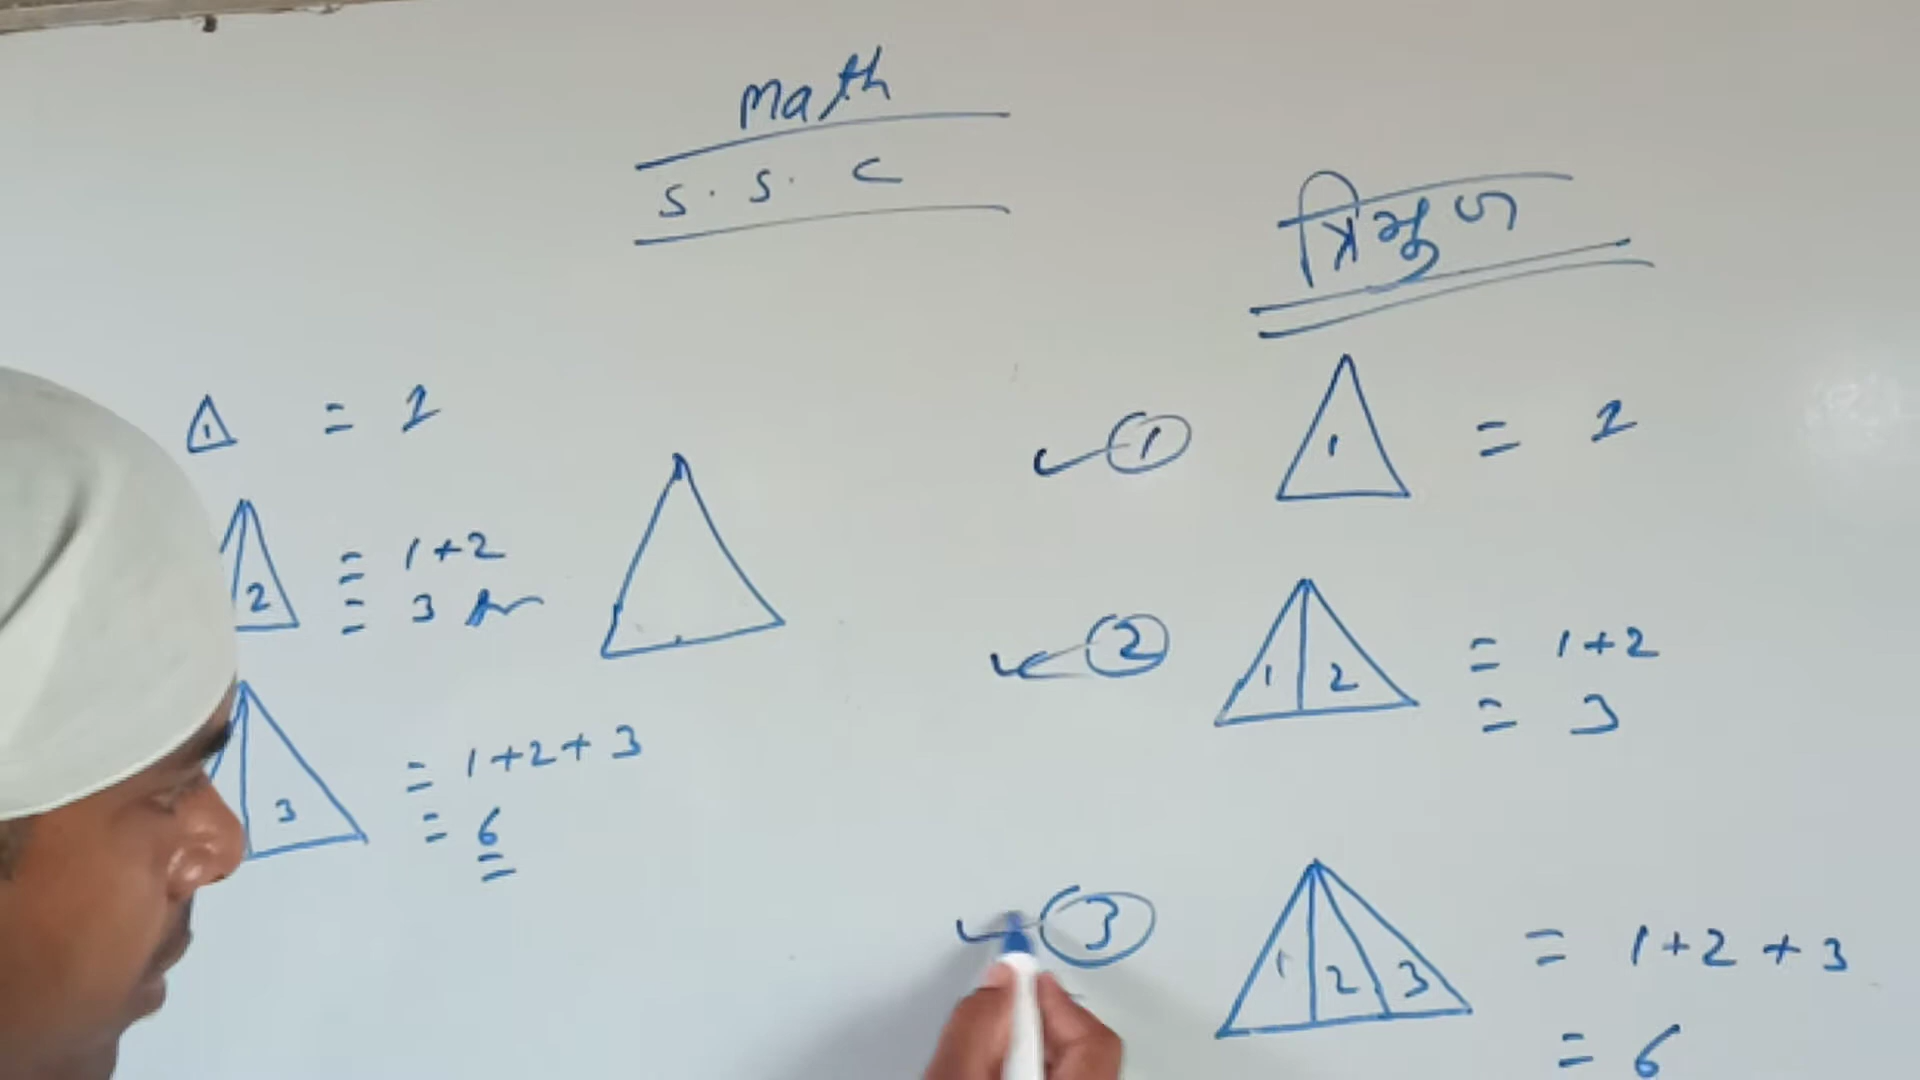 Math
S. S. C
त्रिभुज
1 = 1
2 = 1+2
= 3 Ar
3 = 1+2+3
= 6
① 1 = 1
② 1 2 = 1+2
= 3
③ 1 2 3 = 1+2+3
= 6